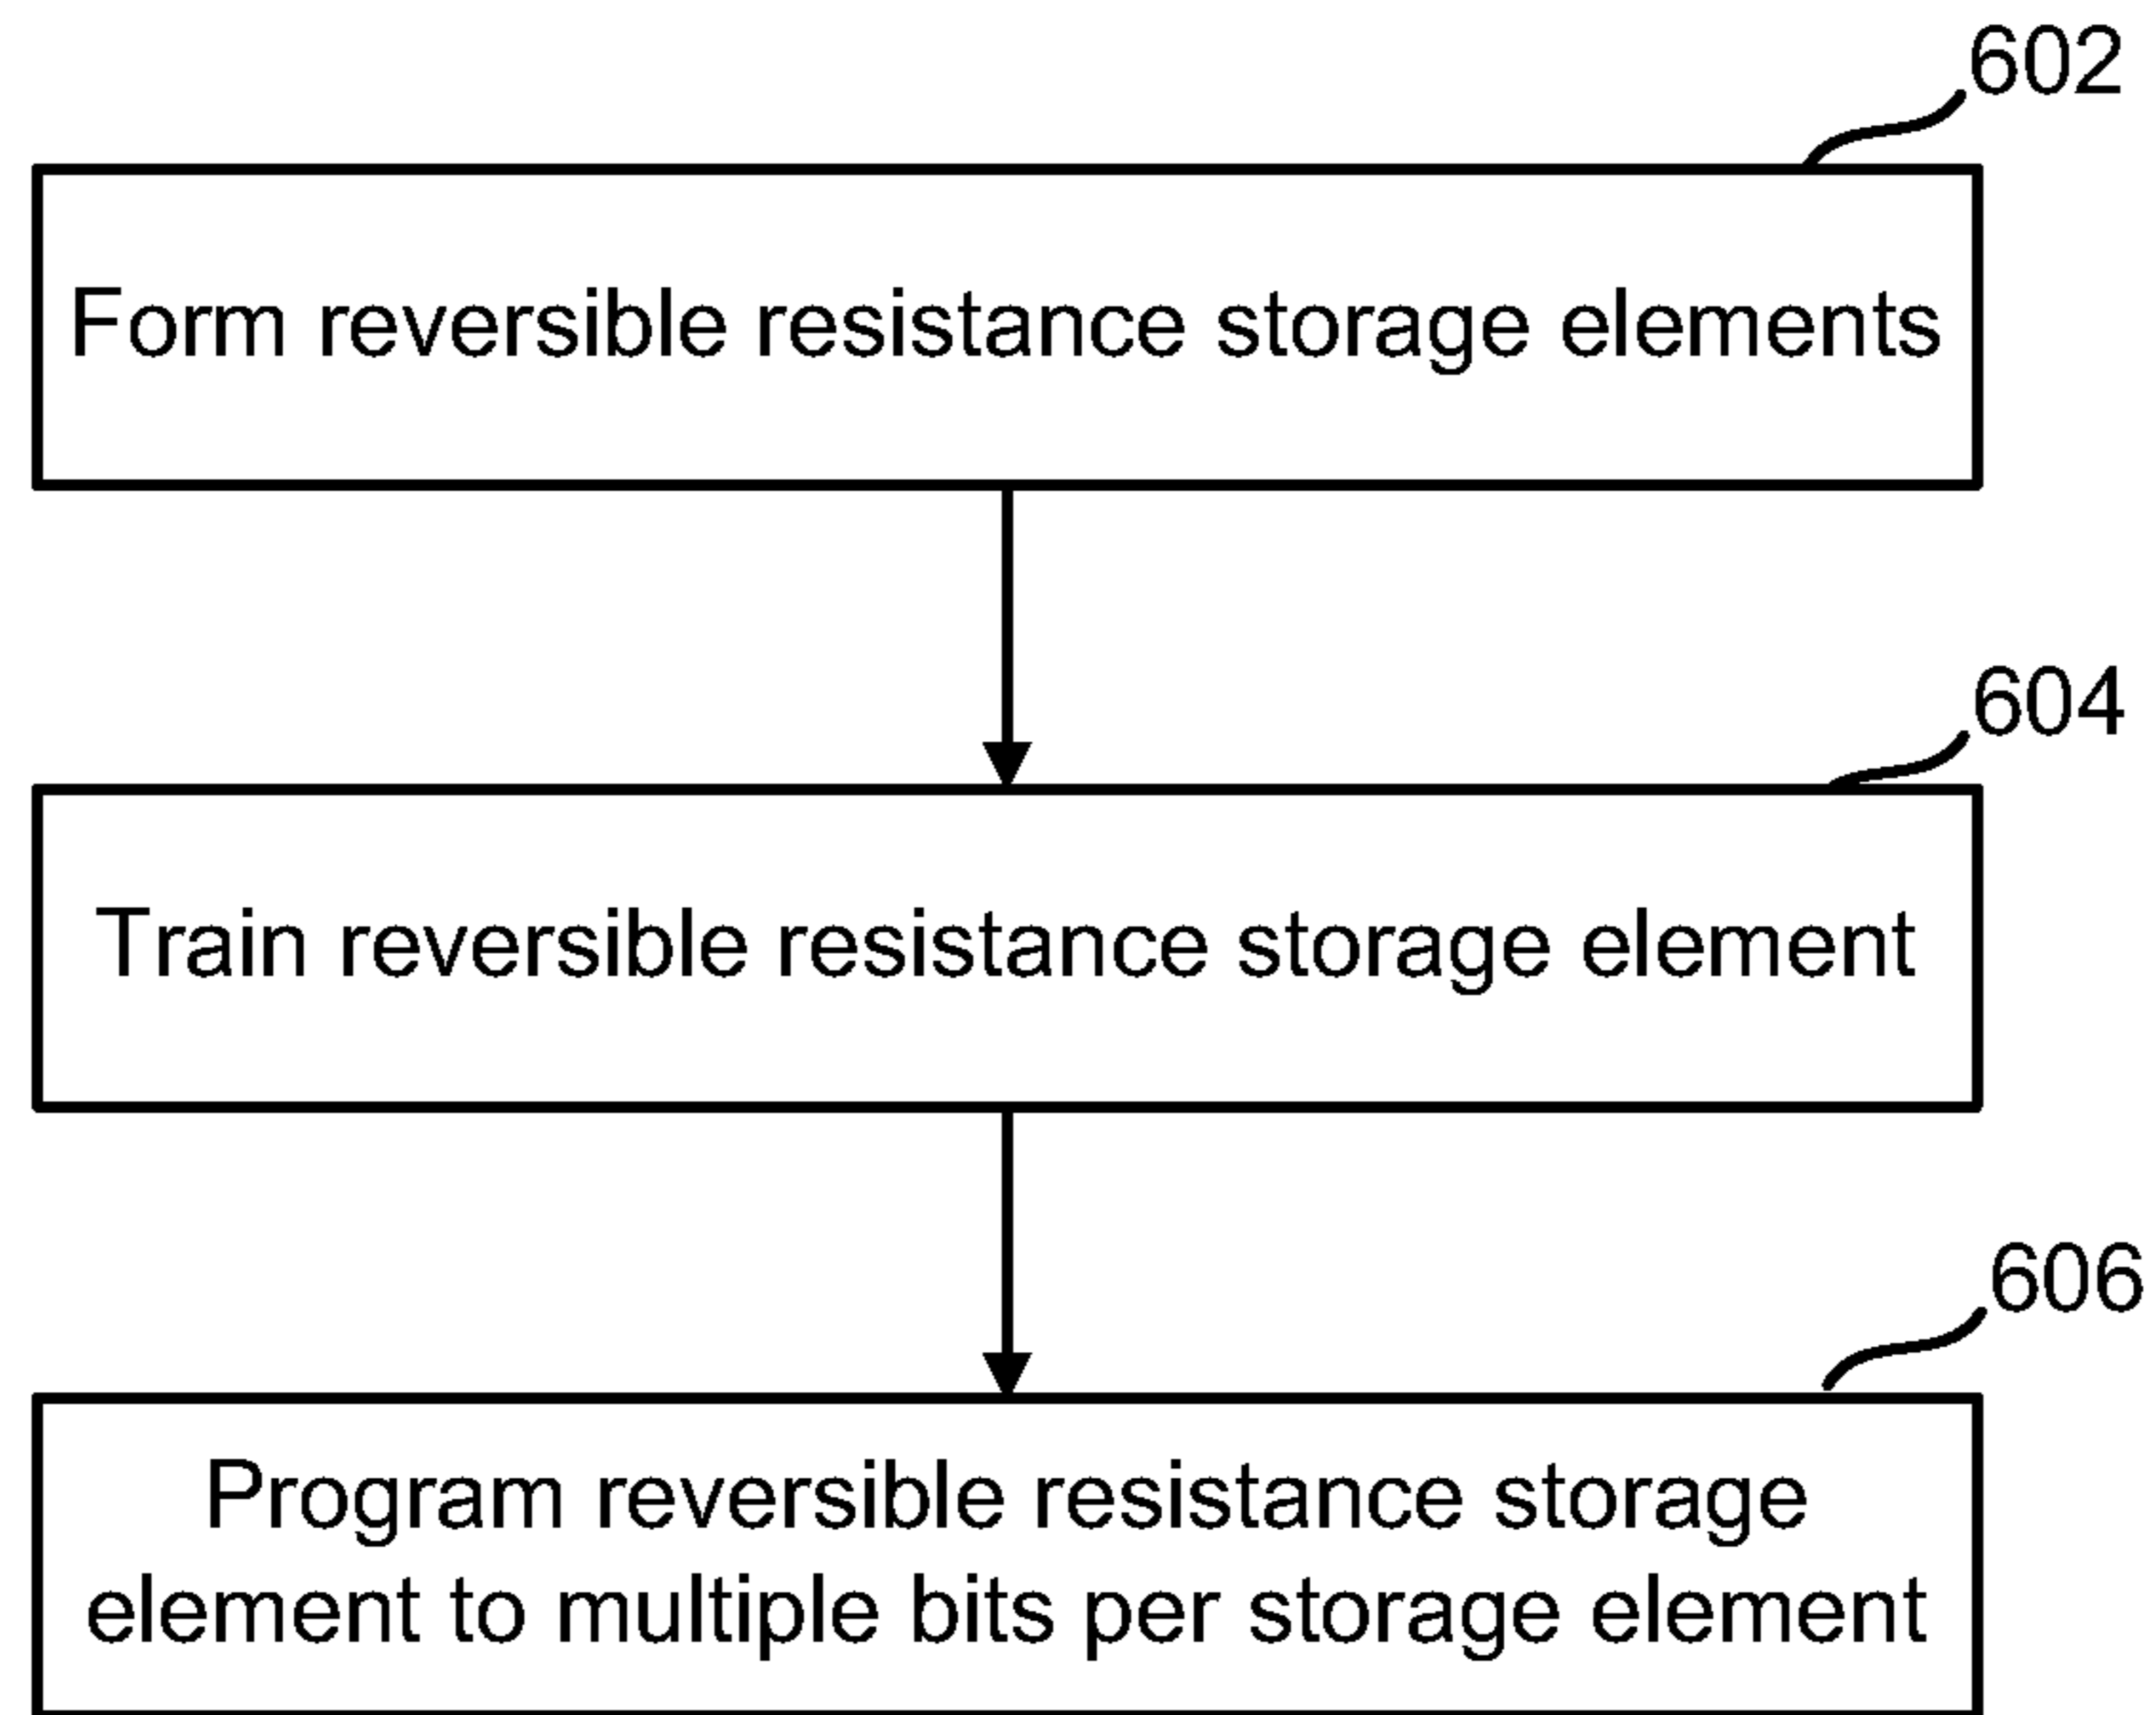 602
Form reversible resistance storage elements
604
Train reversible resistance storage element
606
Program reversible resistance storage
element to multiple bits per storage element